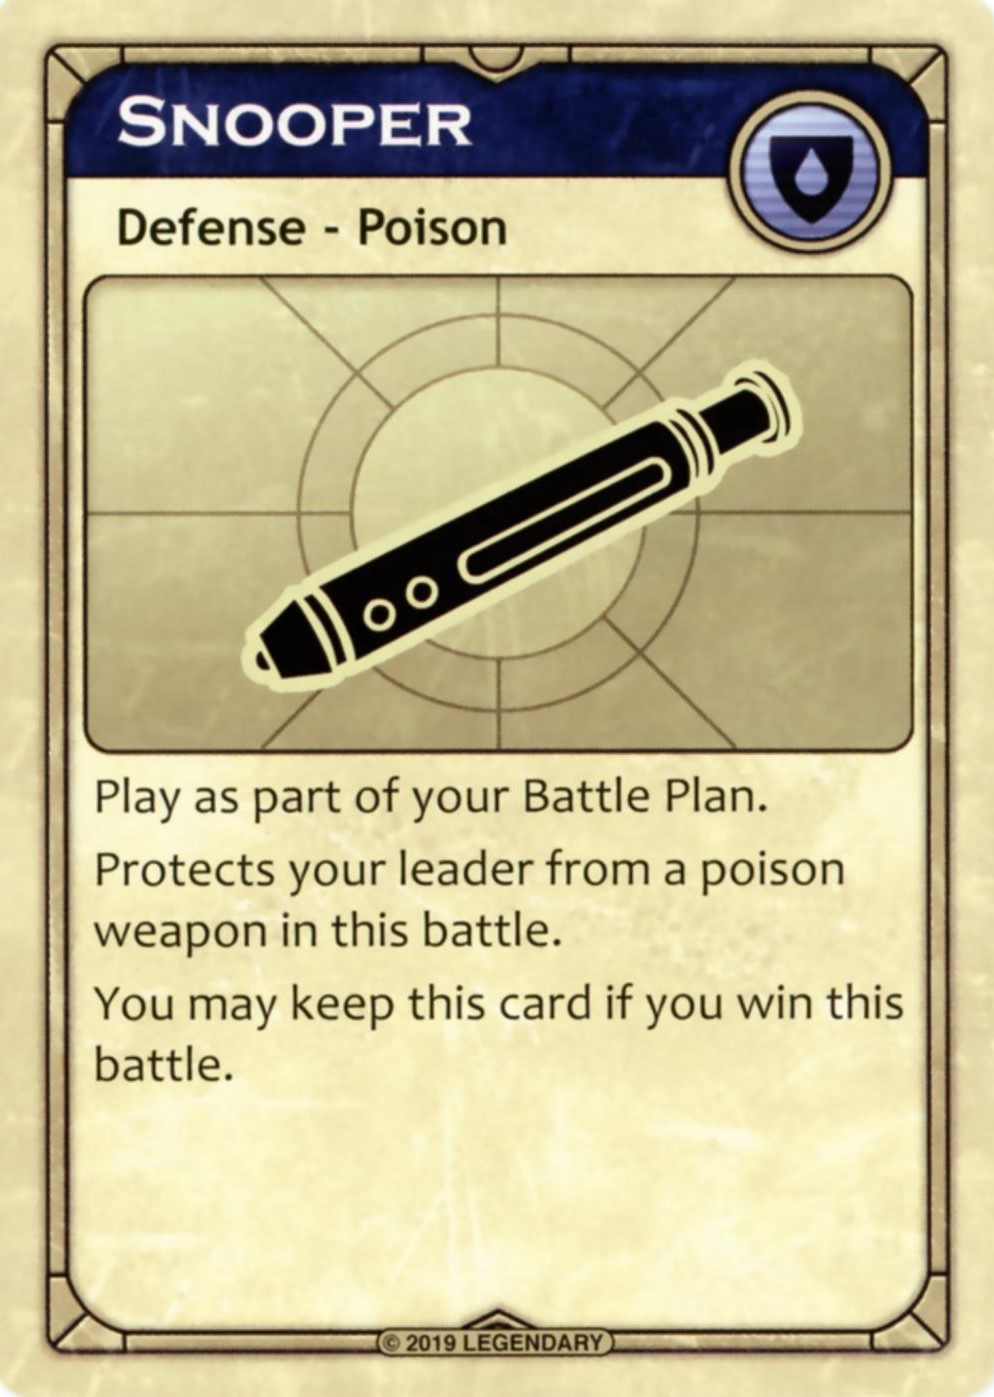 SNOOPER
Defense - Poison
Play as part of your Battle Plan.
Protects your leader from a poison
weapon in this battle.
You may keep this card if you win this
battle.
© 2019 LEGENDARY